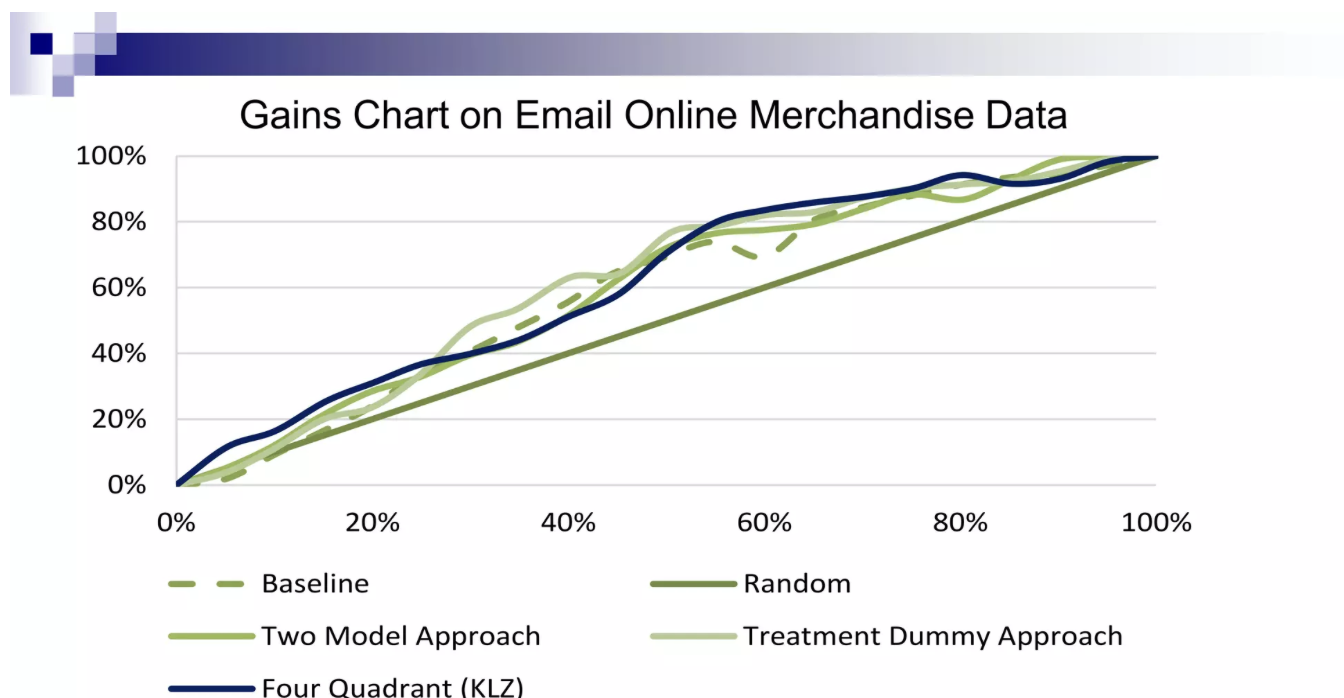 Gains Chart on Email Online Merchandise Data
100%
80%
60%
40%
20%
0%
0% 20% 40% 60% 80% 100%
Baseline Random
Two Model Approach Treatment Dummy Approach
Four Quadrant (KLZ)